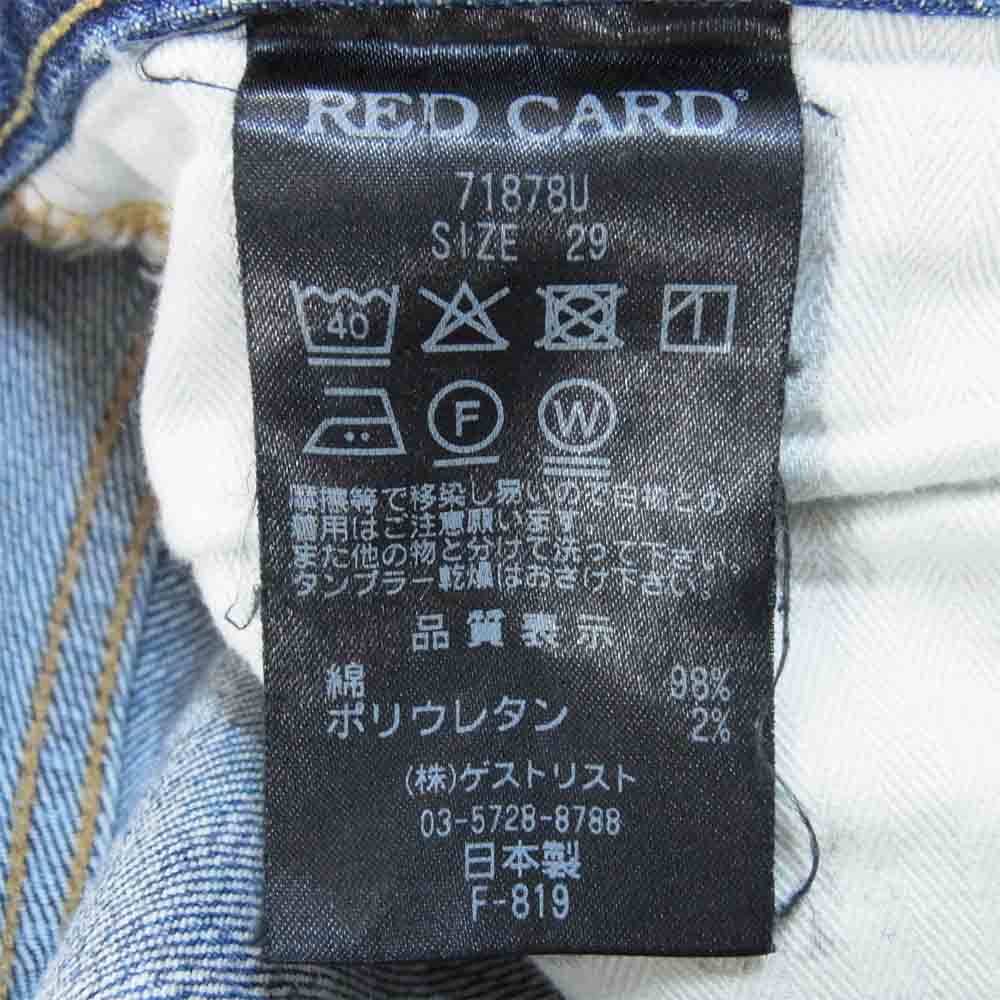 RED CARD®
71878U
SIZE 29
40
F W
摩擦等で移染し易いので白物との
着用はご注意願います。
また他の物と分けて洗って下さい。
タンブラー乾燥はおさけ下さい。
品質表示
綿 98%
ポリウレタン 2%
(株)ゲストリスト
03-5728-8788
日本製
F-819